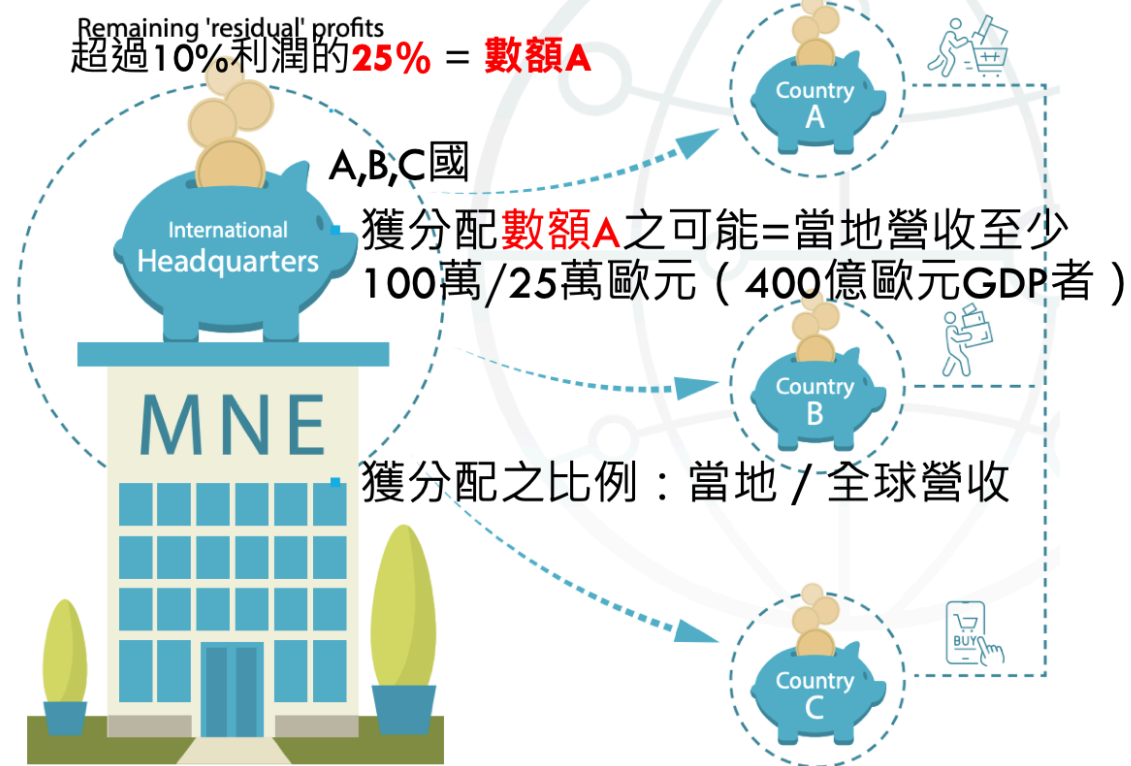 Remaining 'residual' profits
超過10%利潤的25% = 數額A
Country
A
A,B,C國
International
Headquarters
獲分配數額A之可能=當地營收至少
100萬/25萬歐元（400億歐元GDP者）
Country
B
MNE
獲分配之比例：當地 / 全球營收
BUY
Country
C